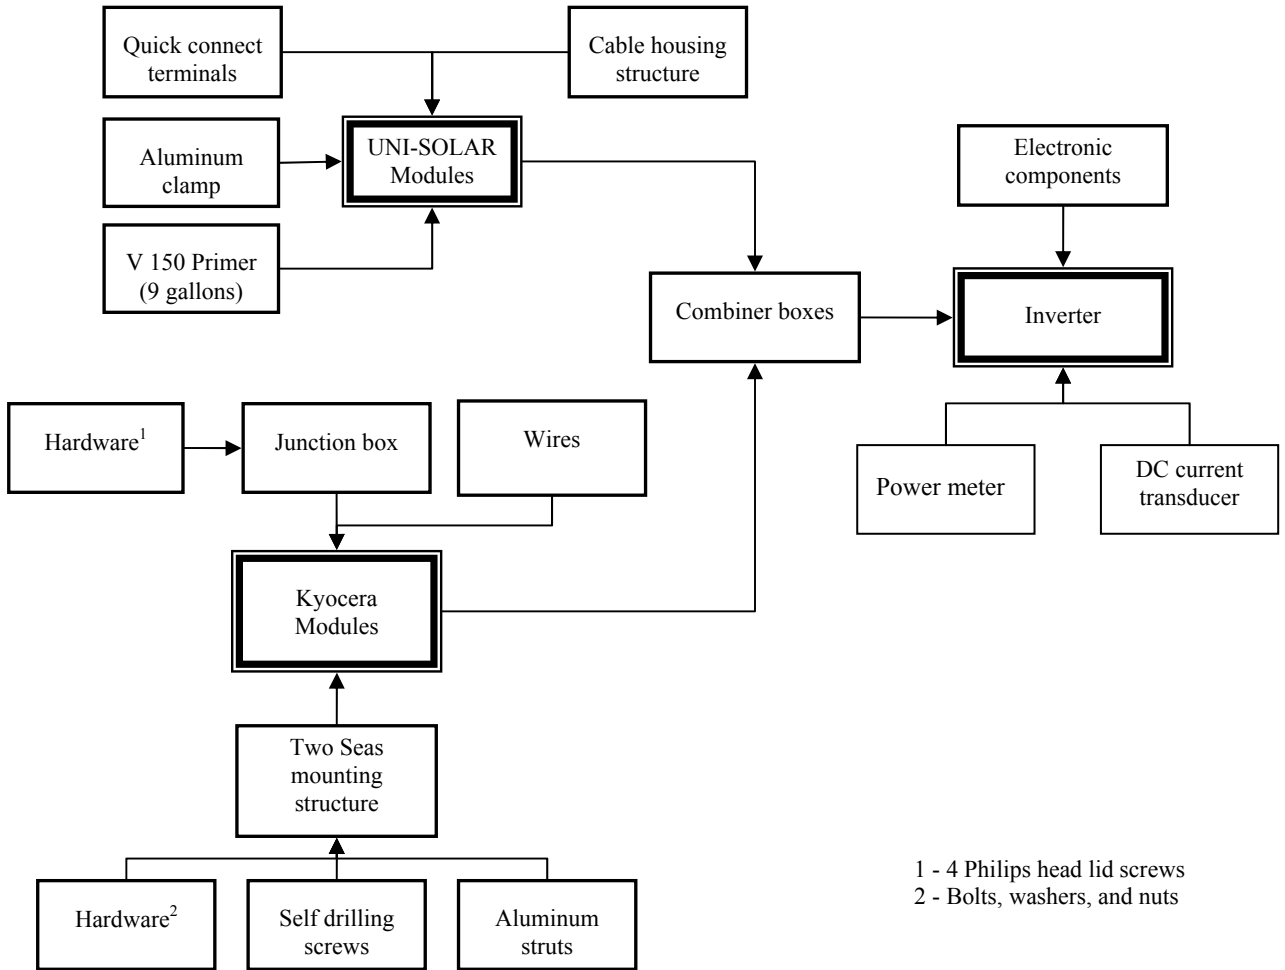 Quick connect
terminals
Cable housing
structure
UNI-SOLAR
Modules
Aluminum
clamp
V 150 Primer
(9 gallons)
Electronic
components
Combiner boxes
Inverter
Hardware1
Junction box
Wires
Power meter
DC current
transducer
Kyocera
Modules
Two Seas
mounting
structure
Hardware2
Self drilling
screws
Aluminum
struts
1 - 4 Philips head lid screws
2 - Bolts, washers, and nuts